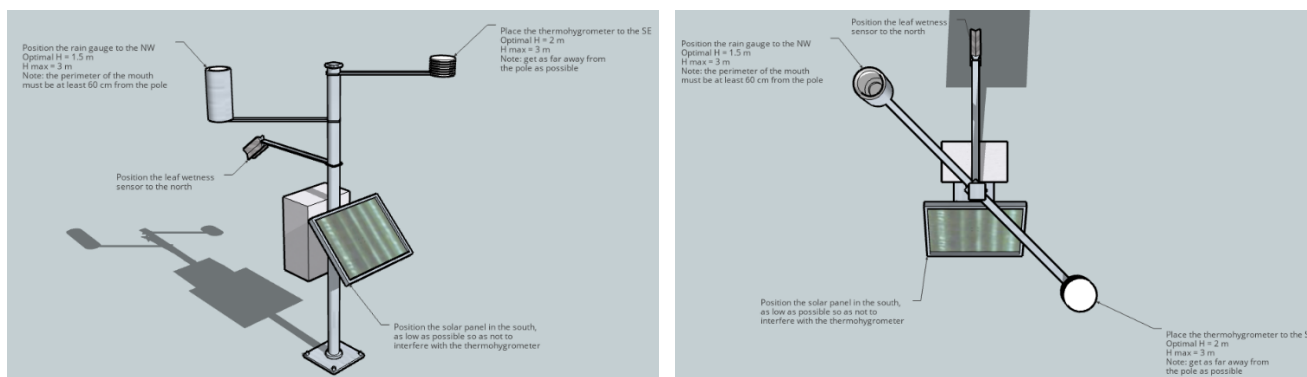 Position the rain gauge to the NW
Optimal H = 1.5 m
H max = 3 m
Note: the perimeter of the mouth
must be at least 60 cm from the pole
Place the thermohygrometer to the SE
Optimal H = 2 m
H max = 3 m
Note: get as far away from
the pole as possible
Position the leaf wetness
sensor to the north
Position the solar panel in the south,
as low as possible so as not to
interfere with the thermohygrometer
Position the leaf wetness
sensor to the north
Position the rain gauge to the NW
Optimal H = 1.5 m
H max = 3 m
Note: the perimeter of the mouth
must be at least 60 cm from the pole
Position the solar panel in the south,
as low as possible so as not to
interfere with the thermohygrometer
Place the thermohygrometer to the S
Optimal H = 2 m
H max = 3 m
Note: get as far away from
the pole as possible